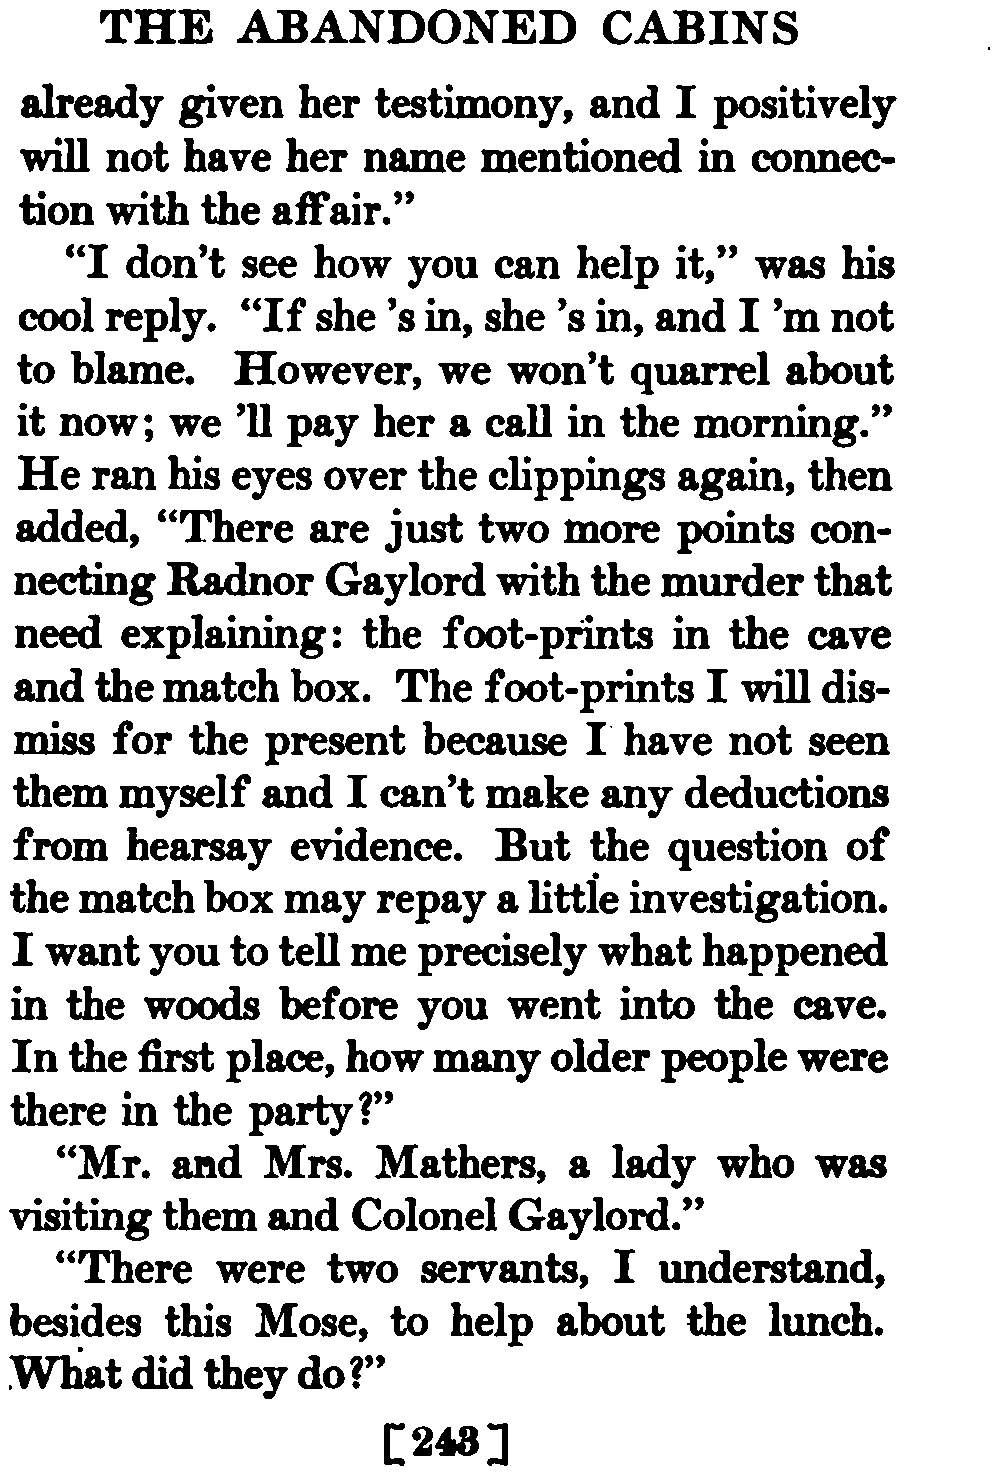 THE ABANDONED CABINS
already given her testimony, and I positively
will not have her name mentioned in connec-
tion with the affair.”
“I don't see how you can help it,” was his
cool reply. “If she 's in, she 's in, and I 'm not
to blame. However, we won't quarrel about
it now; we 'll pay her a call in the morning.”
He ran his eyes over the clippings again, then
added, “There are just two more points con-
necting Radnor Gaylord with the murder that
need explaining: the foot-prints in the cave
and the match box. The foot-prints I will dis-
miss for the present because I have not seen
them myself and I can't make any deductions
from hearsay evidence. But the question of
the match box may repay a little investigation.
I want you to tell me precisely what happened
in the woods before you went into the cave.
In the first place, how many older people were
there in the party?”
“Mr. and Mrs. Mathers, a lady who was
visiting them and Colonel Gaylord.”
“There were two servants, I understand,
besides this Mose, to help about the lunch.
What did they do?”
[243]